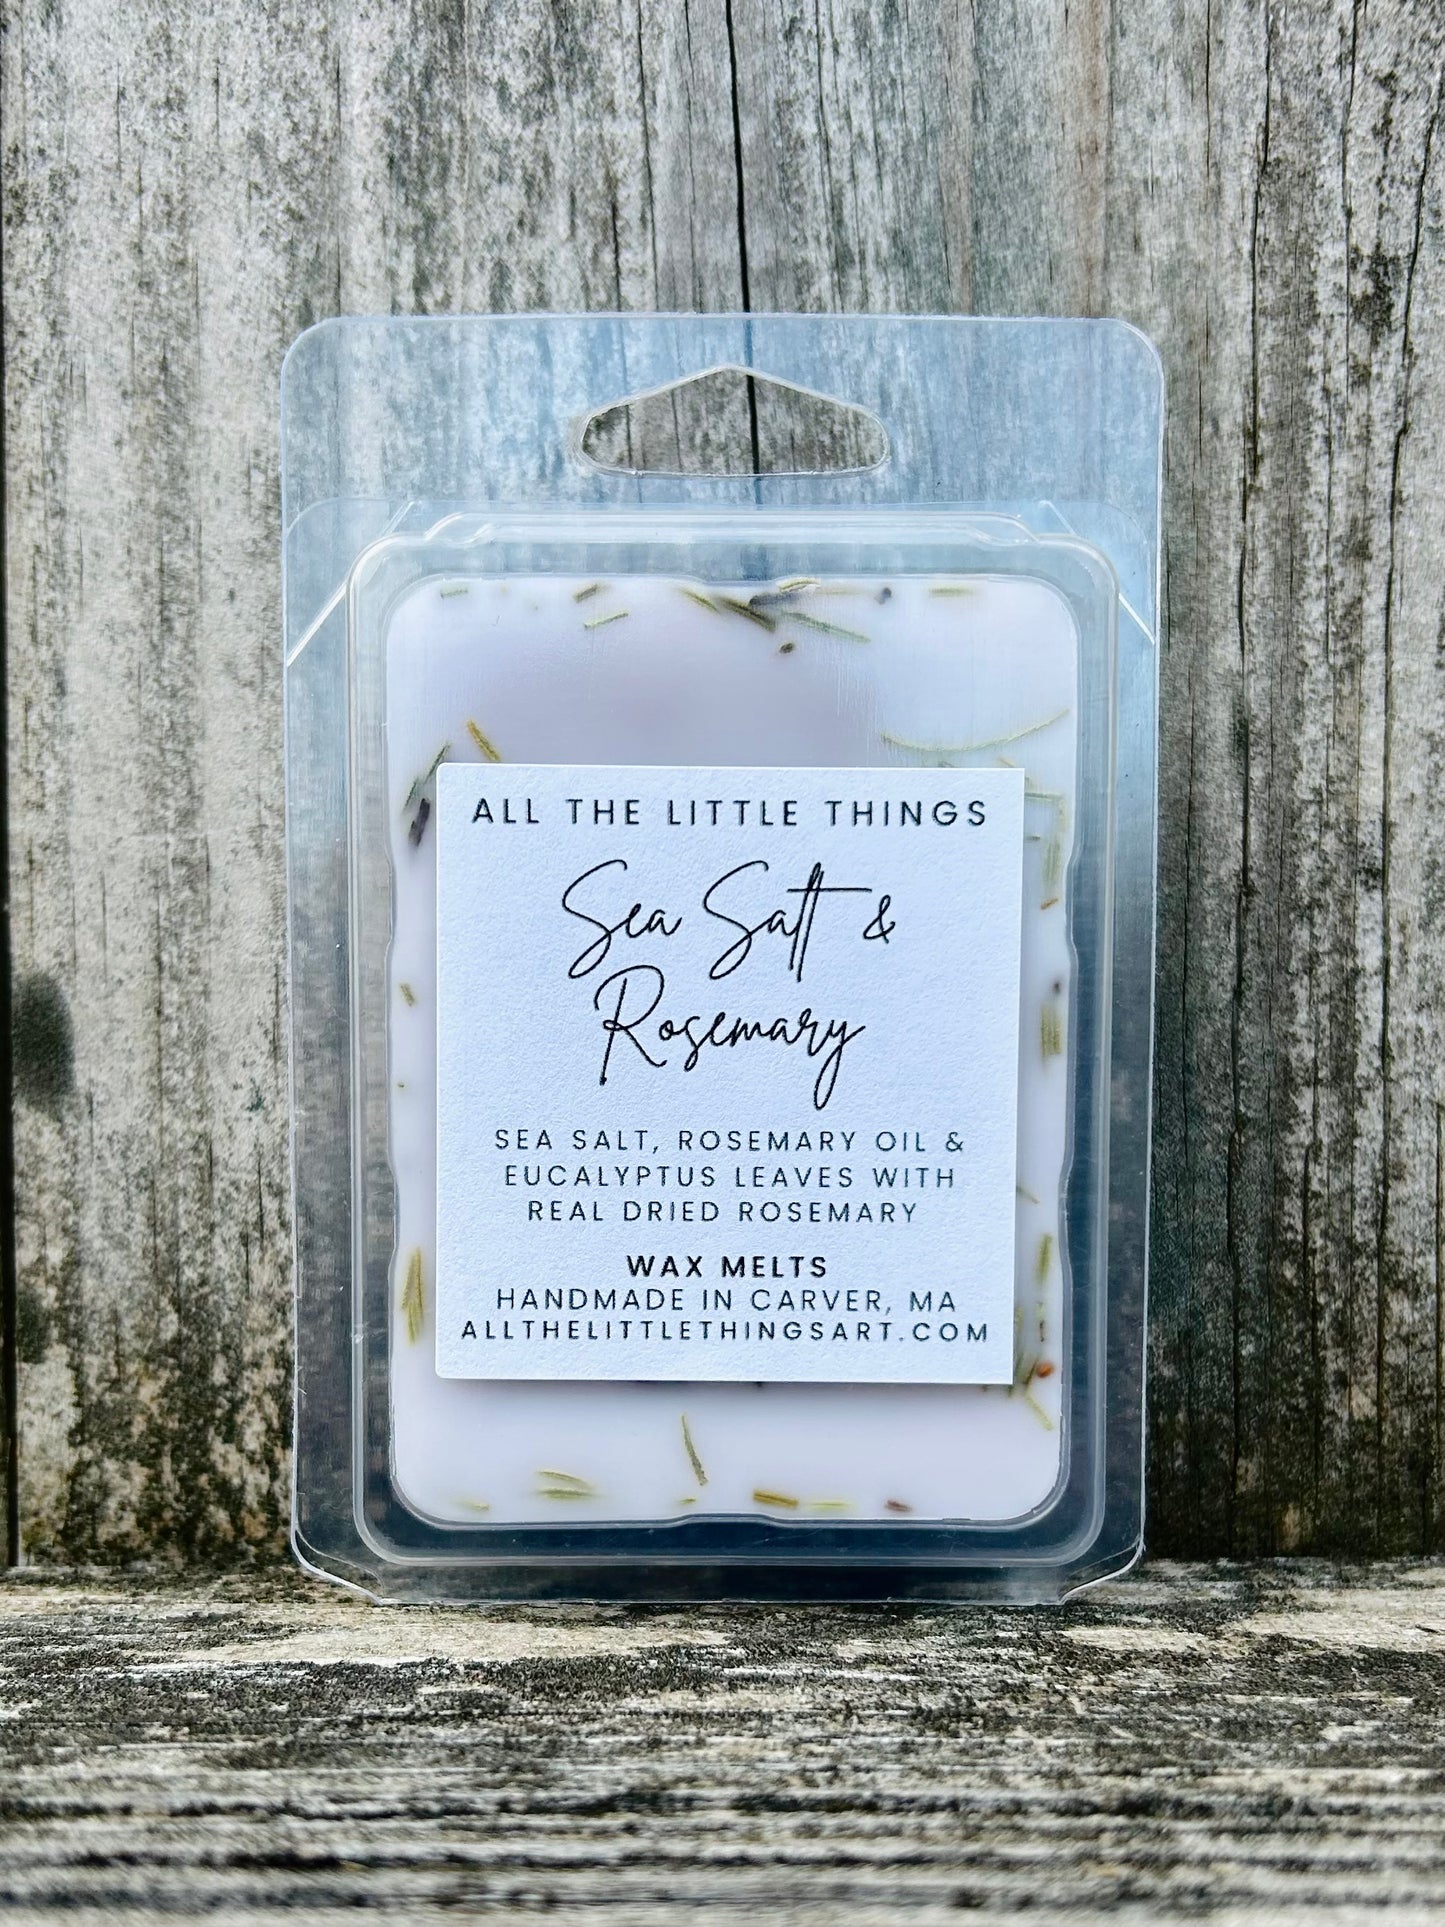 ALL THE LITTLE THINGS
Sea Salt &
Rosemary
SEA SALT, ROSEMARY OIL &
EUCALYPTUS LEAVES WITH
REAL DRIED ROSEMARY
WAX MELTS
HANDMADE IN CARVER, MA
ALLTHELITTLETHINGSART.COM